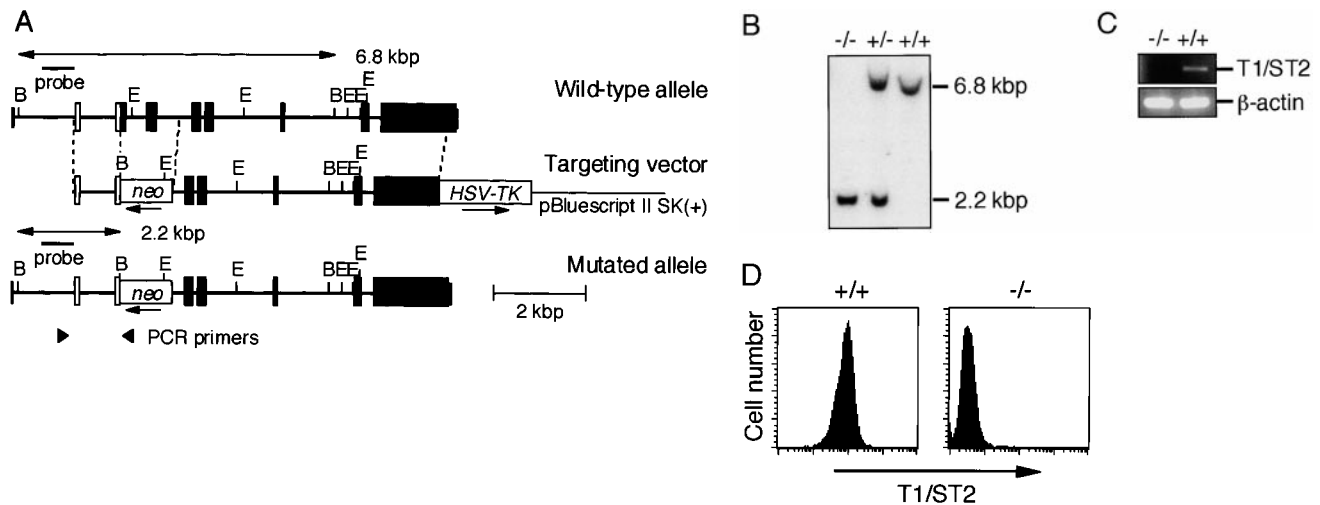 A
6.8 kbp
probe
B E E B E E E
Wild-type allele
Targeting vector
B E E B E E E
neo
HSV-TK
pBluescript II SK(+)
2.2 kbp
probe
B B E E B E E E
Mutated allele
neo
2 kbp
PCR primers
B
-/- +/- +/+
6.8 kbp
2.2 kbp
C
-/- +/+
T1/ST2
β-actin
D
+/+ -/-
Cell number
T1/ST2